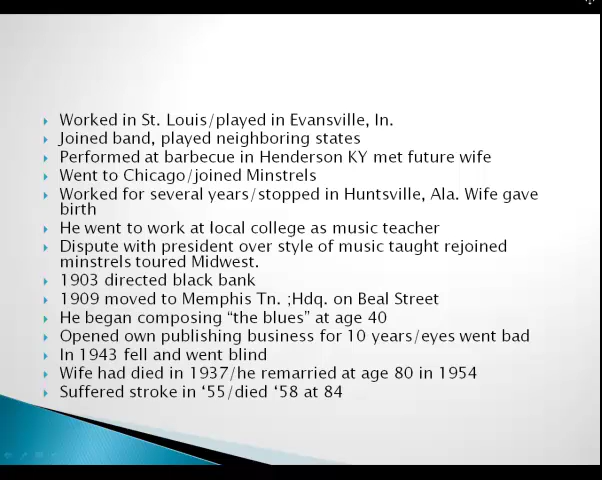 Worked in St. Louis/played in Evansville, In.
Joined band, played neighboring states
Performed at barbecue in Henderson KY met future wife
Went to Chicago/joined Minstrels
Worked for several years/stopped in Huntsville, Ala. Wife gave
birth
He went to work at local college as music teacher
Dispute with president over style of music taught rejoined
minstrels toured Midwest.
1903 directed black bank
1909 moved to Memphis Tn. ;Hdq. on Beal Street
He began composing “the blues” at age 40
Opened own publishing business for 10 years/eyes went bad
In 1943 fell and went blind
Wife had died in 1937/he remarried at age 80 in 1954
Suffered stroke in ‘55/died ‘58 at 84